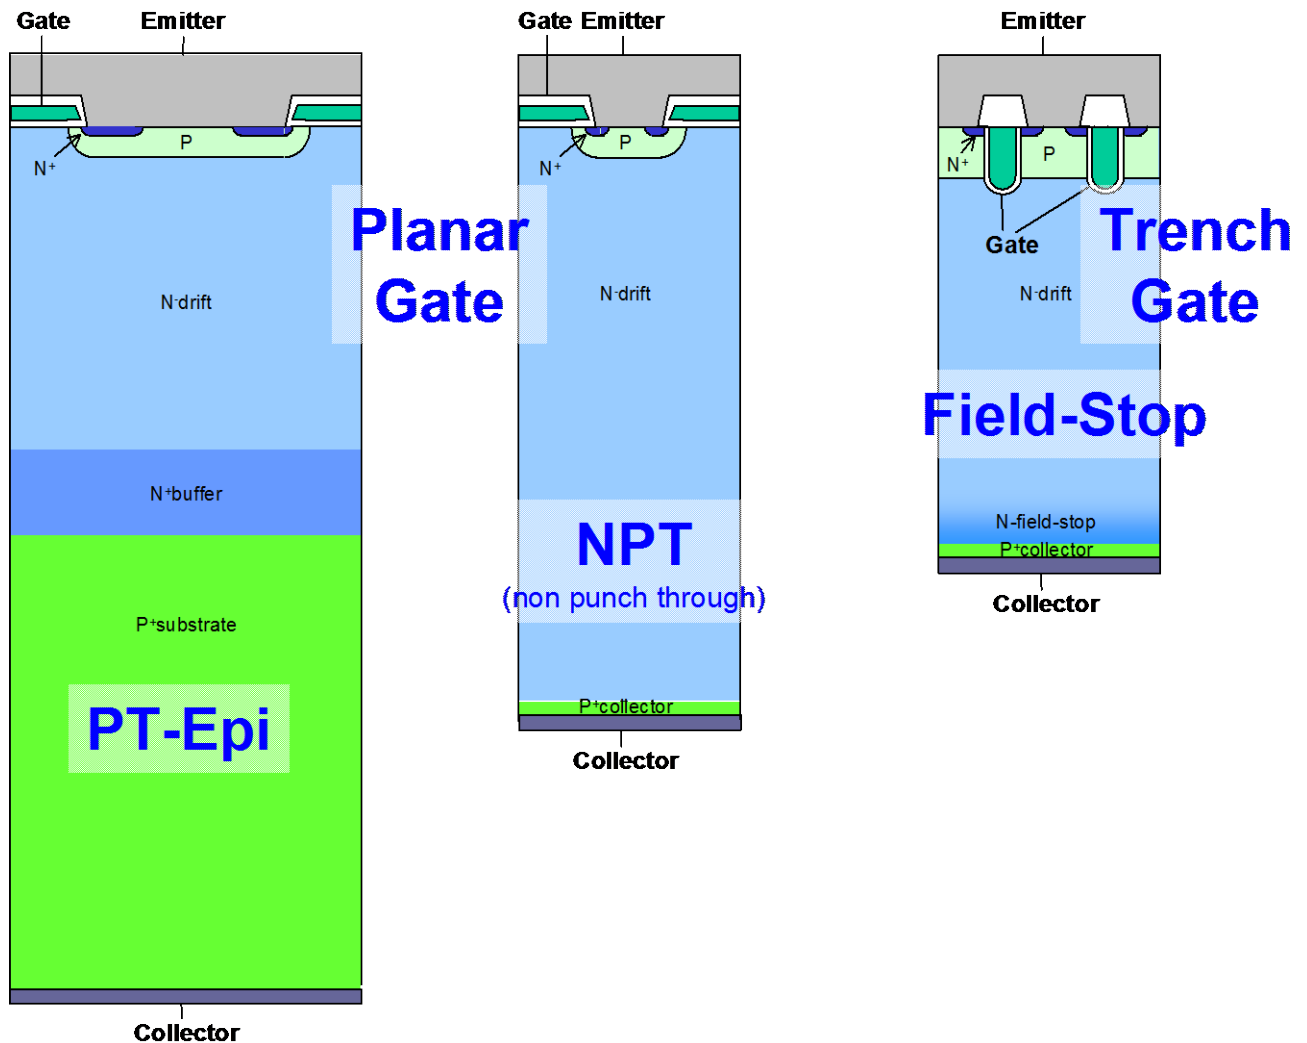 Gate
Emitter
P
N+
N-drift
N+buffer
P+substrate
PT-Epi
Collector
Planar
Gate
Gate Emitter
P
N+
N-drift
NPT
(non punch through)
P+collector
Collector
Emitter
N+
P
Gate
Trench
Gate
N-drift
Field-Stop
N-field-stop
P+collector
Collector